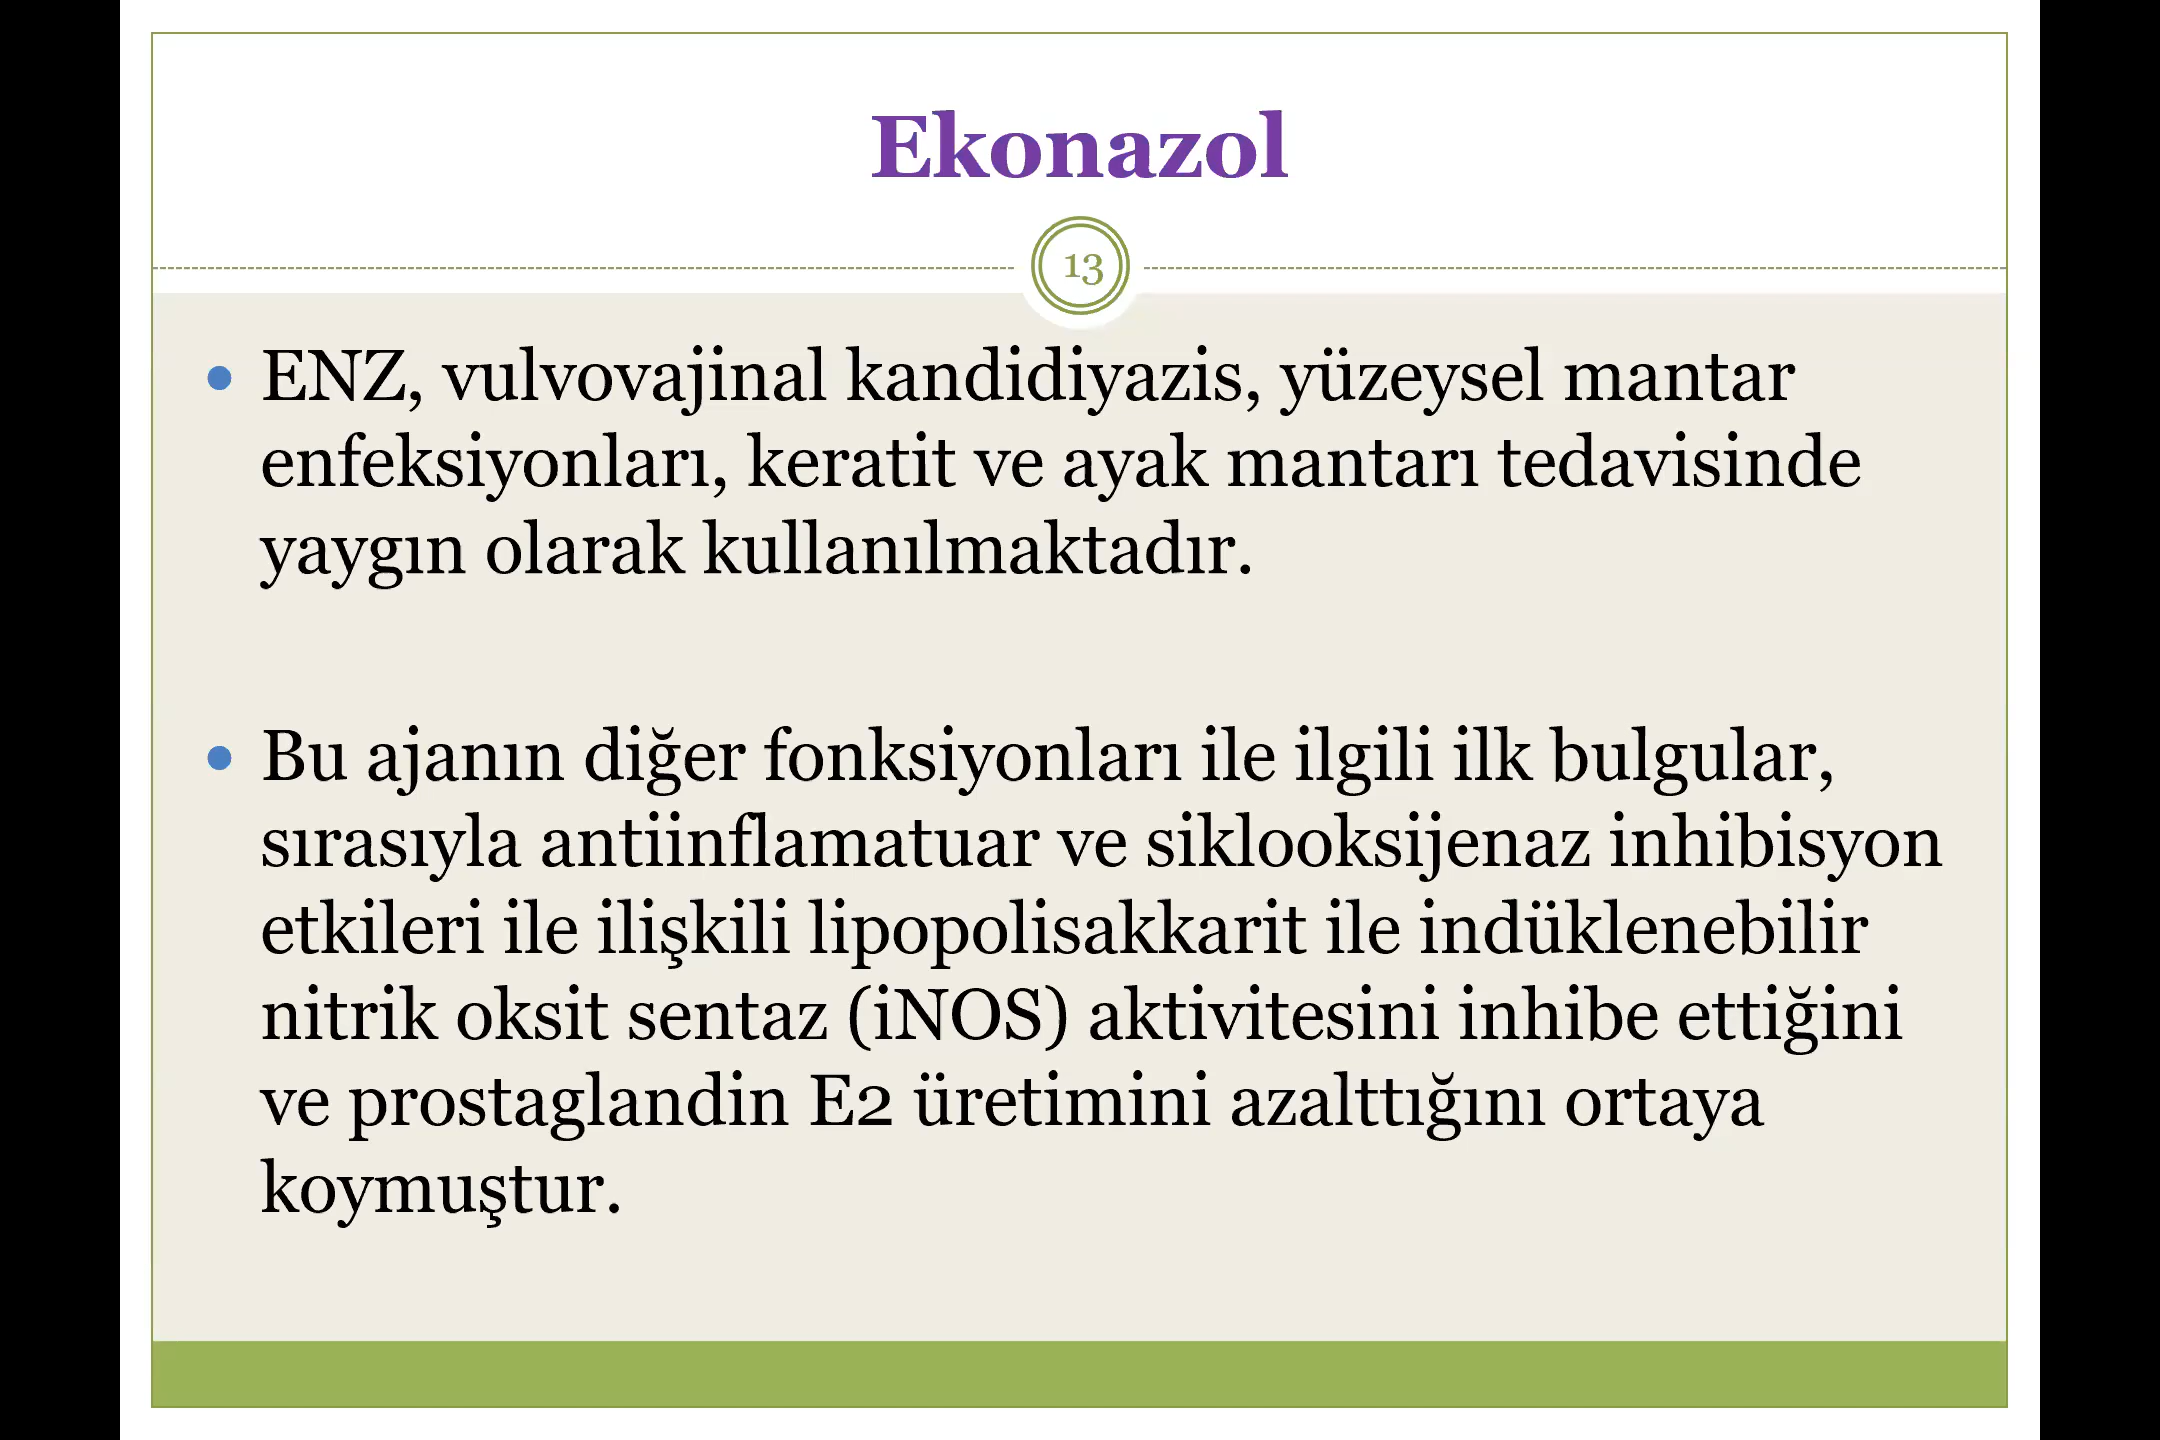 Ekonazol
13
• ENZ, vulvovajinal kandidiyazis, yüzeysel mantar
enfeksiyonları, keratit ve ayak mantarı tedavisinde
yaygın olarak kullanılmaktadır.
• Bu ajanın diğer fonksiyonları ile ilgili ilk bulgular,
sırasıyla antiinflamatuar ve siklooksijenaz inhibisyon
etkileri ile ilişkili lipopolisakkarit ile indüklenebilir
nitrik oksit sentaz (iNOS) aktivitesini inhibe ettiğini
ve prostaglandin E2 üretimini azalttığını ortaya
koymuştur.